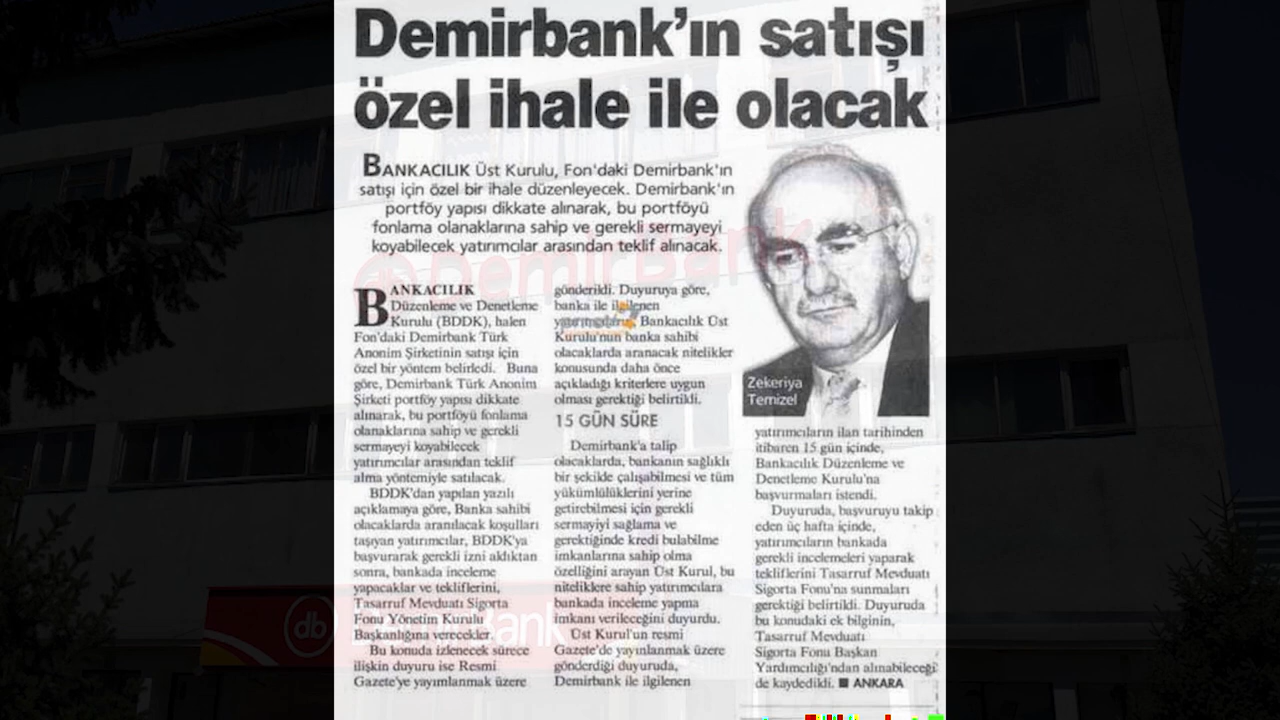 Demirbank'ın satışı
özel ihale ile olacak
BANKACILIK Üst Kurulu, Fon'daki Demirbank'ın
satışı için özel bir ihale düzenleyecek. Demirbank'ın
portföy yapısı dikkate alınarak, bu portföyü
fonlama olanaklarına sahip ve gerekli sermayeyi
koyabilecek yatırımcılar arasından teklif alınacak.
BANKACILIK
Düzenleme ve Denetleme
Kurulu (BDDK), halen
Fon'daki Demirbank Türk
Anonim Şirketinin satışı için
özel bir yöntem belirledi. Buna
göre, Demirbank Türk Anonim
Şirketi portföy yapısı dikkate
alınarak, bu portföyü fonlama
olanaklarına sahip ve gerekli
sermayeyi koyabilecek
yatırımcılar arasından teklif
alma yöntemiyle satılacak.
BDDK'dan yapılan yazılı
açıklamaya göre, Banka sahibi
olacaklarda aranılacak koşulları
taşıyan yatırımcılar, BDDK'ya
başvurarak gerekli izni aldıktan
sonra, bankada inceleme
yapacaklar ve tekliflerini,
Tasarruf Mevduatı Sigorta
Fonu Yönetim Kurulu
Başkanlığına verecekler.
Bu konuda izlenecek sürece
ilişkin duyuru ise Resmi
Gazete'ye yayımlanmak üzere
gönderildi. Duyuruya göre,
banka ile ilgilenen
Bankacılık Üst
Kurulu'nun banka sahibi
olacaklarda aranacak nitelikler
konusunda daha önce
açıkladığı kriterlere uygun
olması gerektiği belirtildi.
15 GÜN SÜRE
Demirbank'a talip
olacaklarda, bankanın sağlıklı
bir şekilde çalışabilmesi ve tüm
yükümlülüklerini yerine
getirebilmesi için gerekli
sermayiyi sağlama ve
gerektiğinde kredi bulabilme
imkanlarına sahip olma
özelliğini arayan Üst Kurul, bu
niteliklere sahip yatırımcılara
bankada inceleme yapma
imkanı verileceğini duyurdu.
Üst Kurul'un resmi
Gazete'de yayınlanmak üzere
gönderdiği duyuruda,
Demirbank ile ilgilenen
Zekeriya
Temizel
yatırımcıların ilan tarihinden
itibaren 15 gün içinde,
Bankacılık Düzenleme ve
Denetleme Kurulu'na
başvurmaları istendi.
Duyuruda, başvuruyu takip
eden üç hafta içinde,
yatırımcıların bankada
gerekli incelemeleri yaparak
tekliflerini Tasarruf Mevduatı
Sigorta Fonu'na sunmaları
gerektiği belirtildi. Duyuruda
bu konudaki ek bilginin,
Tasarruf Mevduatı
Sigorta Fonu Başkan
Yardımcılığı'ndan alınabileceği
de kaydedildi. ■ ANKARA
DemirBank
db DemirBank